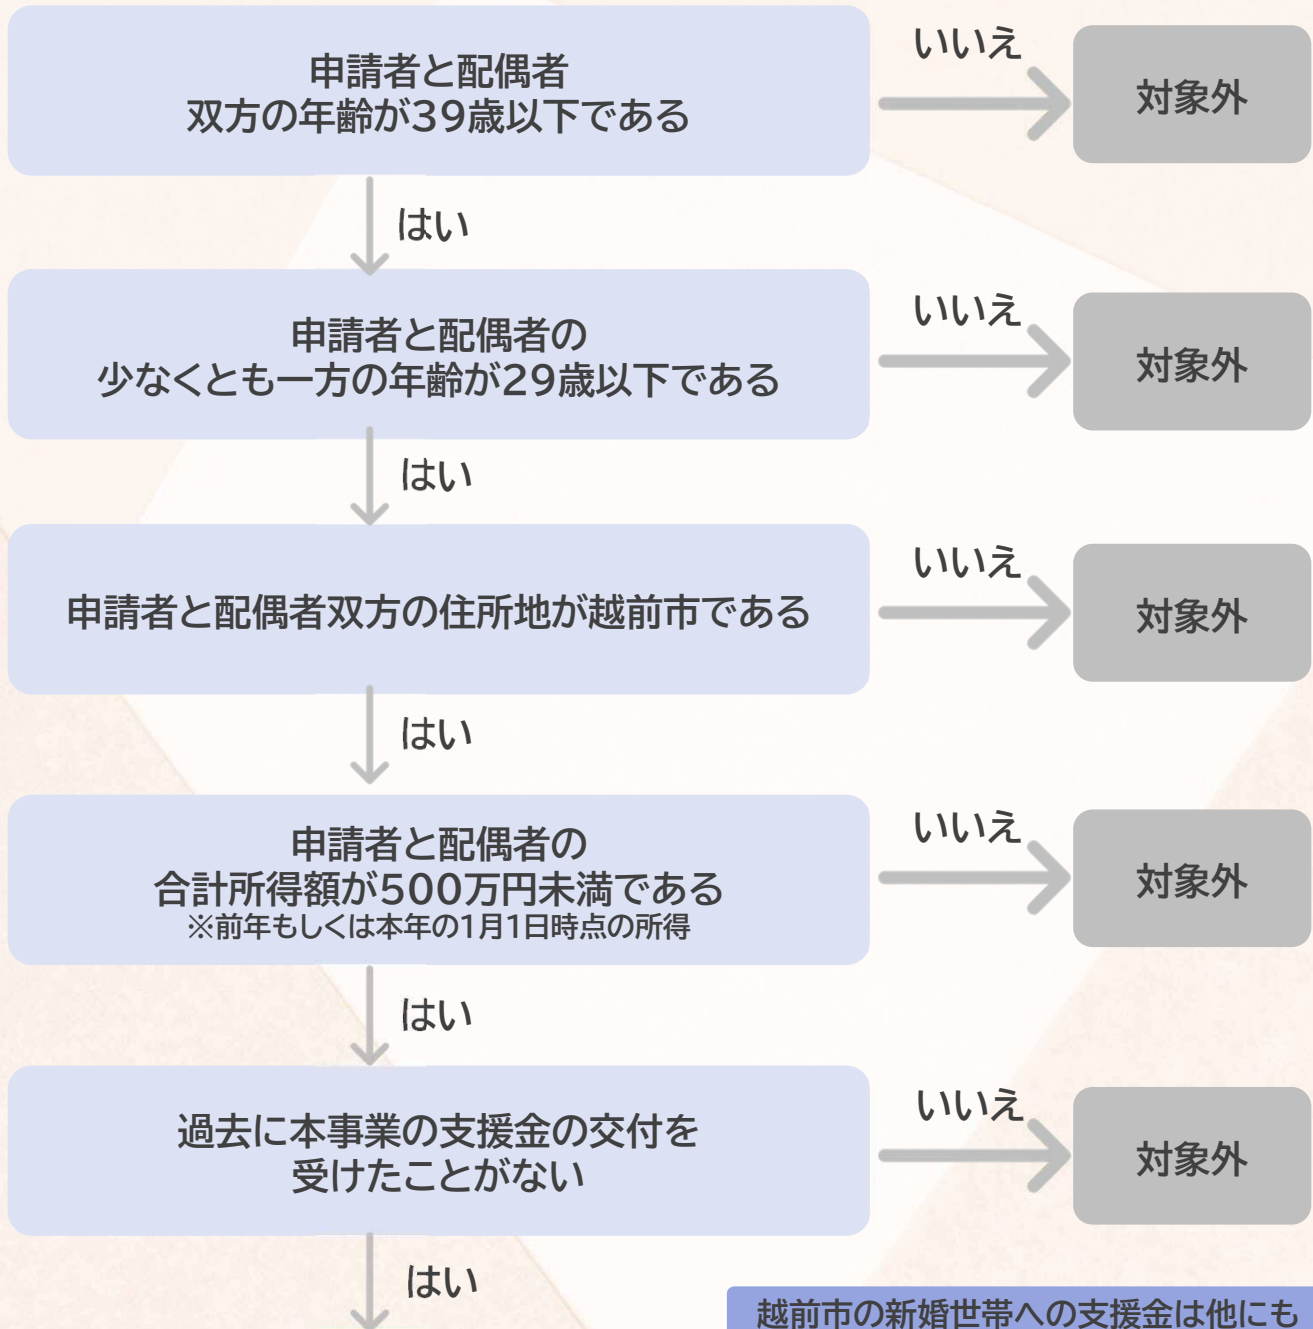 申請者と配偶者
双方の年齢が39歳以下である
いいえ
対象外
はい
申請者と配偶者の
少なくとも一方の年齢が29歳以下である
いいえ
対象外
はい
申請者と配偶者双方の住所地が越前市である
いいえ
対象外
はい
申請者と配偶者の
合計所得額が500万円未満である
※前年もしくは本年の1月1日時点の所得
いいえ
対象外
はい
過去に本事業の支援金の交付を
受けたことがない
いいえ
対象外
はい
越前市の新婚世帯への支援金は他にも